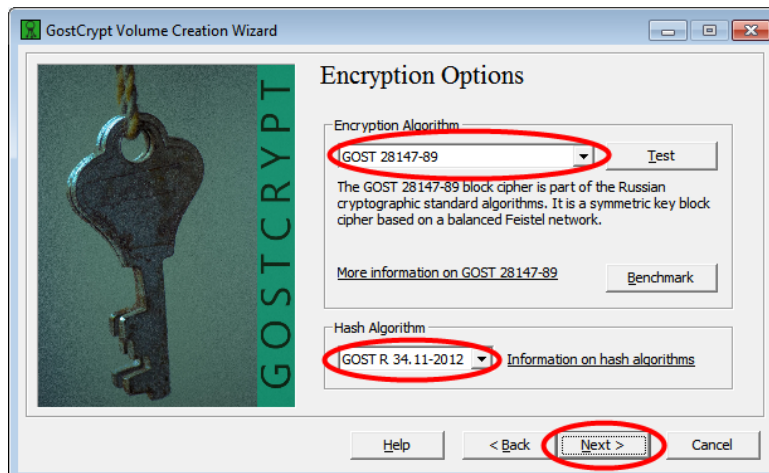 GostCrypt Volume Creation Wizard
GOSTCRYPT
Encryption Options
Encryption Algorithm
GOST 28147-89
Test
The GOST 28147-89 block cipher is part of the Russian
cryptographic standard algorithms. It is a symmetric key block
cipher based on a balanced Feistel network.
More information on GOST 28147-89
Benchmark
Hash Algorithm
GOST R 34.11-2012
Information on hash algorithms
Help
< Back
Next >
Cancel